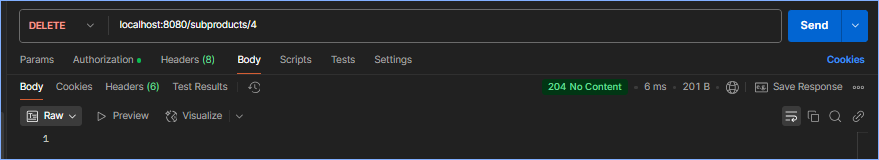 DELETE localhost:8080/subproducts/4 Send
Params Authorization Headers (8) Body Scripts Tests Settings Cookies
Body Cookies Headers (6) Test Results 204 No Content 6 ms 201 B Save Response
Raw Preview Visualize
1